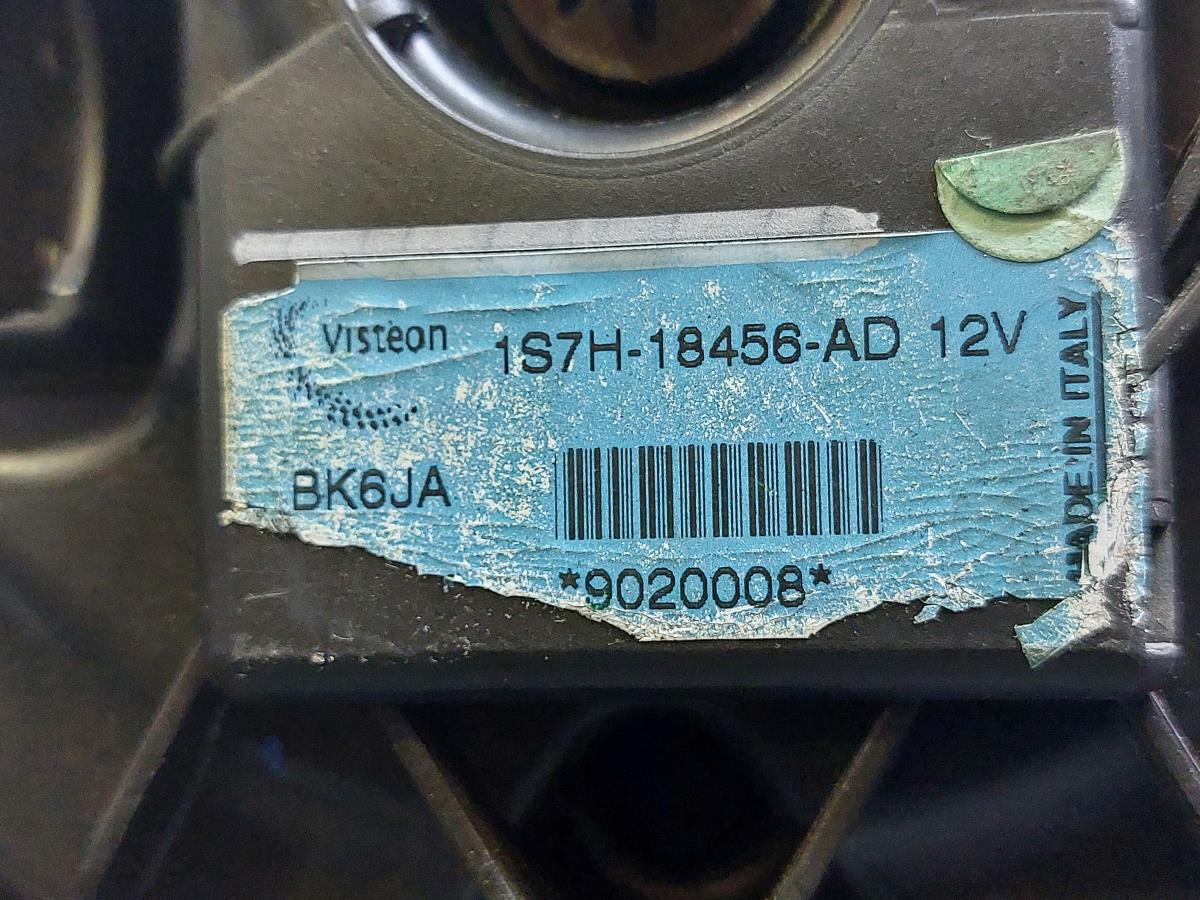 Visteon
1S7H-18456-AD 12V
BK6JA
*9020008*
MADE IN ITALY